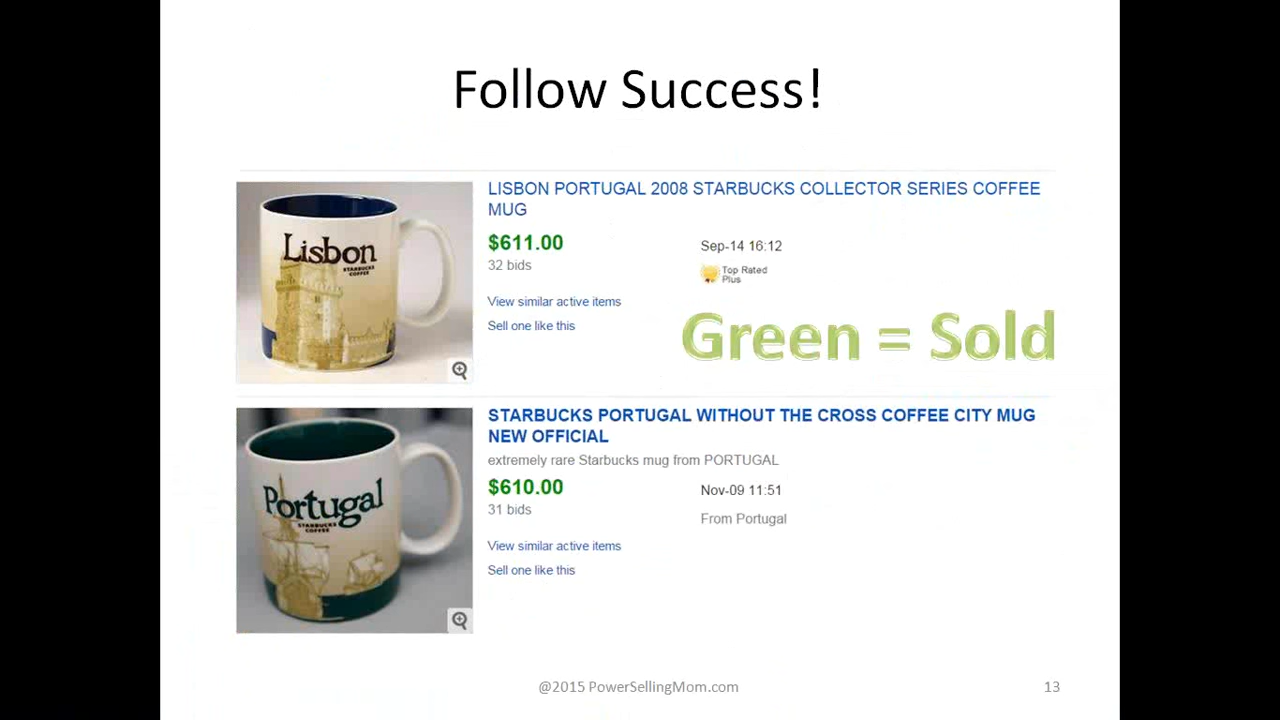 Follow Success!
LISBON PORTUGAL 2008 STARBUCKS COLLECTOR SERIES COFFEE
MUG
$611.00
Sep-14 16:12
32 bids
Top Rated
Plus
View similar active items
Sell one like this
Green = Sold
Lisbon
STARBUCKS
COFFEE
STARBUCKS PORTUGAL WITHOUT THE CROSS COFFEE CITY MUG
NEW OFFICIAL
extremely rare Starbucks mug from PORTUGAL
$610.00
Nov-09 11:51
31 bids
From Portugal
View similar active items
Sell one like this
Portugal
STARBUCKS
COFFEE
@2015 PowerSellingMom.com
13